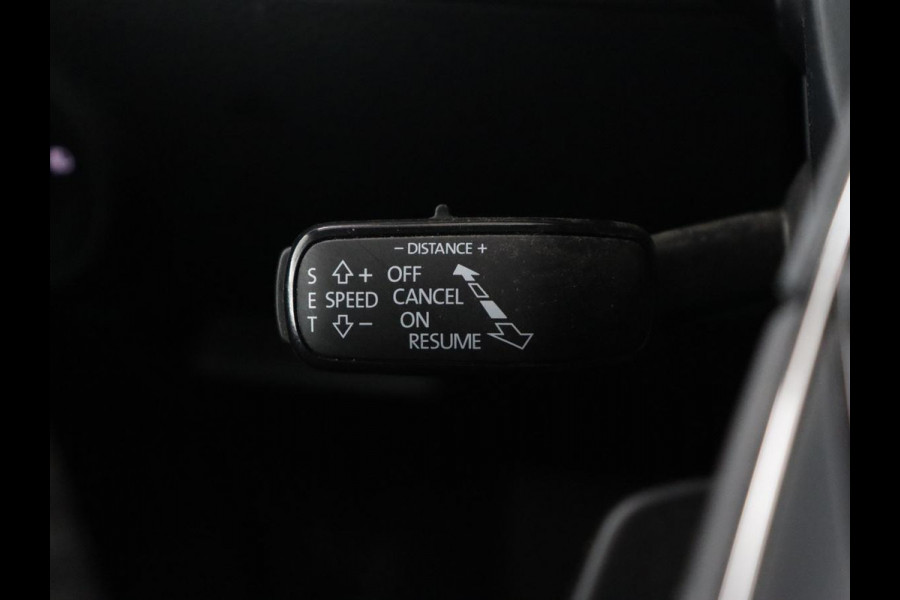 − DISTANCE +
S ⇧ + OFF
E SPEED CANCEL
T ⇩ − ON
RESUME